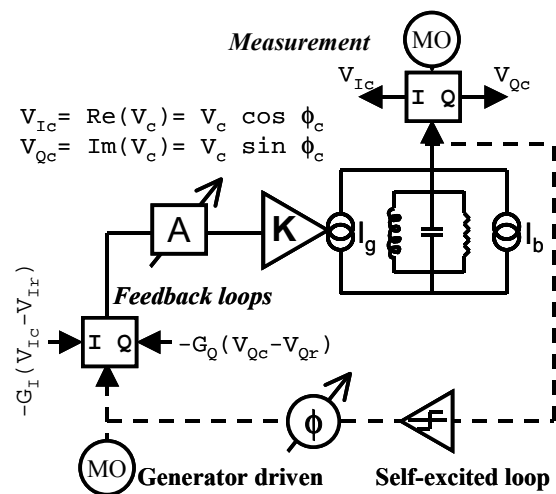 Measurement
MO
V_Ic
V_Qc
I Q
V_Ic= Re(V_c)= V_c cos ϕ_c
V_Qc= Im(V_c)= V_c sin ϕ_c
A
K
I_g
I_b
Feedback loops
-G_I(V_Ic-V_Ir)
I Q
-G_Q(V_Qc-V_Qr)
ϕ
MO
Generator driven
Self-excited loop